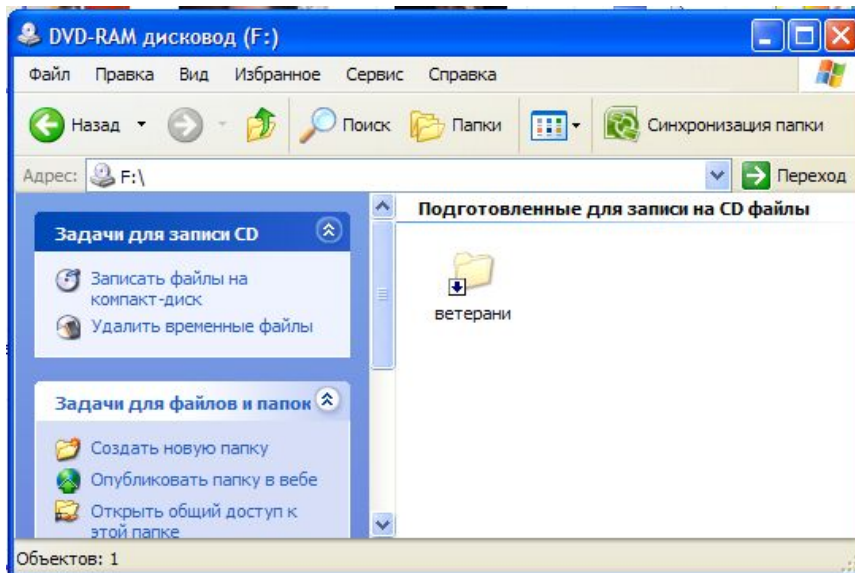 DVD-RAM дисковод (F:)
Файл Правка Вид Избранное Сервис Справка
Назад Поиск Папки Синхронизация папки
Адрес: F:\ Переход
Задачи для записи CD
Записать файлы на
компакт-диск
Удалить временные файлы
Задачи для файлов и папок
Создать новую папку
Опубликовать папку в вебе
Открыть общий доступ к
этой папке
Подготовленные для записи на CD файлы
ветерани
Объектов: 1